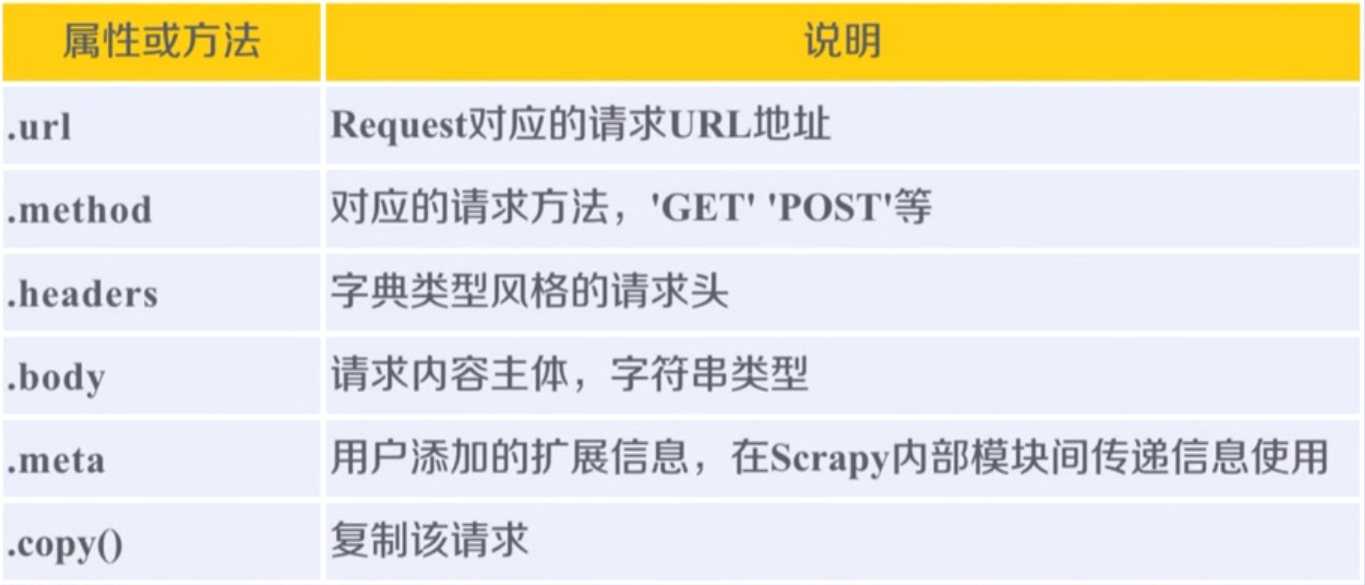 属性或方法 说明
.url Request对应的请求URL地址
.method 对应的请求方法，'GET' 'POST'等
.headers 字典类型风格的请求头
.body 请求内容主体，字符串类型
.meta 用户添加的扩展信息，在Scrapy内部模块间传递信息使用
.copy() 复制该请求